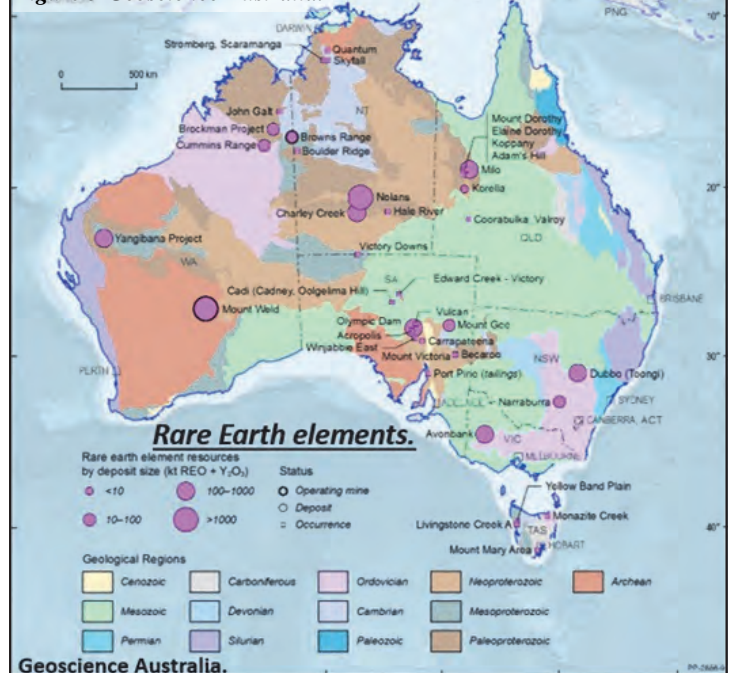 DARWIN
PNG
10°
Stromberg, Scaramanga
Quantum
Skyfall
0
500 km
John Galt
NT
Brockman Project
Browns Range
Cummins Range
Boulder Ridge
Mount Dorothy
Elaine Dorothy
Koppany
Adam's Hill
Milo
20°
Korella
Nolans
Charley Creek
Hale River
Coorabulka Valroy
QLD
Yangibana Project
WA
Victory Downs
SA
Cadi (Cadney, Oolgelima Hill)
Edward Creek - Victory
BRISBANE
Mount Weld
Vulcan
Olympic Dam
Mount Gee
Acropolis
Carrapateena
Winjabbie East
Mount Victoria
Becaroo
NSW
30°
PERTH
Port Pirie (tailings)
Dubbo (Toongi)
Narraburra
SYDNEY
ADELAIDE
CANBERRA, ACT
Rare Earth elements.
Avonbank
VIC
MELBOURNE
Rare earth element resources
by deposit size (kt REO + Y₂O₃)
Status
<10
100–1000
Operating mine
Deposit
10–100
>1000
Occurrence
Yellow Band Plain
Monazite Creek
Livingstone Creek A
TAS
40°
HOBART
Mount Mary Area
Geological Regions
Cenozoic
Carboniferous
Ordovician
Neoproterozoic
Archean
Mesozoic
Devonian
Cambrian
Mesoproterozoic
Permian
Silurian
Paleozoic
Paleoproterozoic
Geoscience Australia.